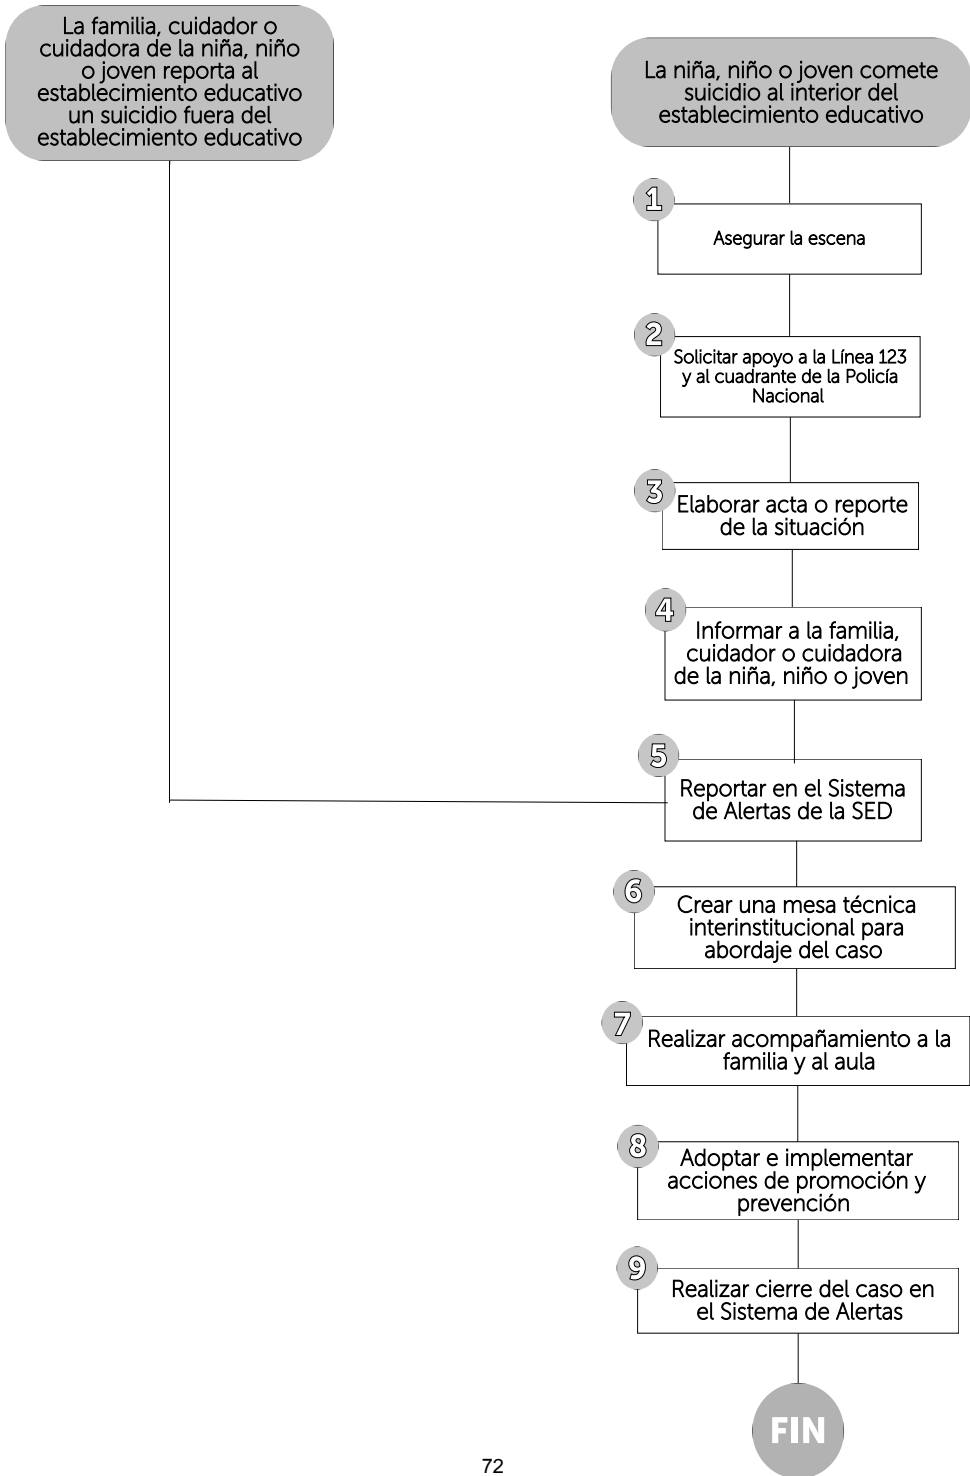 La familia, cuidador o
cuidadora de la niña, niño
o joven reporta al
establecimiento educativo
un suicidio fuera del
establecimiento educativo
La niña, niño o joven comete
suicidio al interior del
establecimiento educativo
1
Asegurar la escena
2
Solicitar apoyo a la Línea 123
y al cuadrante de la Policía
Nacional
3
Elaborar acta o reporte
de la situación
4
Informar a la familia,
cuidador o cuidadora
de la niña, niño o joven
5
Reportar en el Sistema
de Alertas de la SED
6
Crear una mesa técnica
interinstitucional para
abordaje del caso
7
Realizar acompañamiento a la
familia y al aula
8
Adoptar e implementar
acciones de promoción y
prevención
9
Realizar cierre del caso en
el Sistema de Alertas
FIN
72